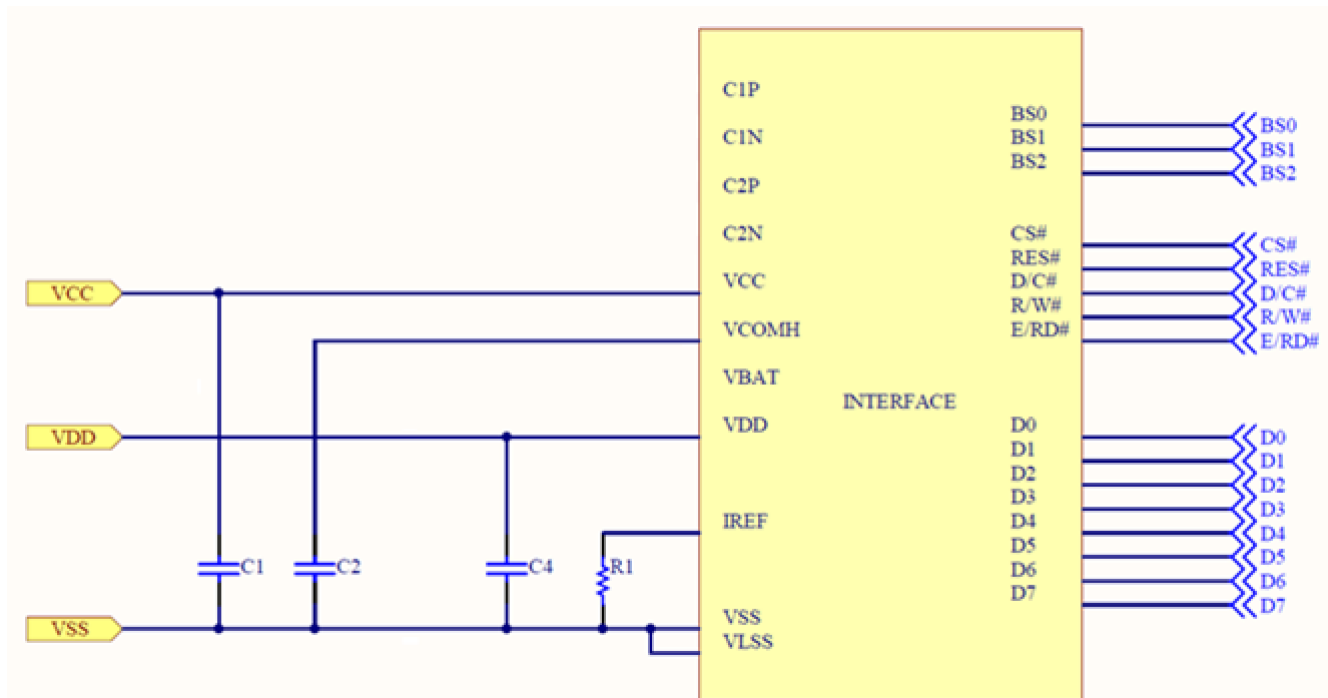 VCC
VDD
VSS
C1
C2
C4
R1
C1P
C1N
C2P
C2N
VCC
VCOMH
VBAT
VDD
IREF
VSS
VLSS
INTERFACE
BS0
BS1
BS2
CS#
RES#
D/C#
R/W#
E/RD#
D0
D1
D2
D3
D4
D5
D6
D7
BS0
BS1
BS2
CS#
RES#
D/C#
R/W#
E/RD#
D0
D1
D2
D3
D4
D5
D6
D7